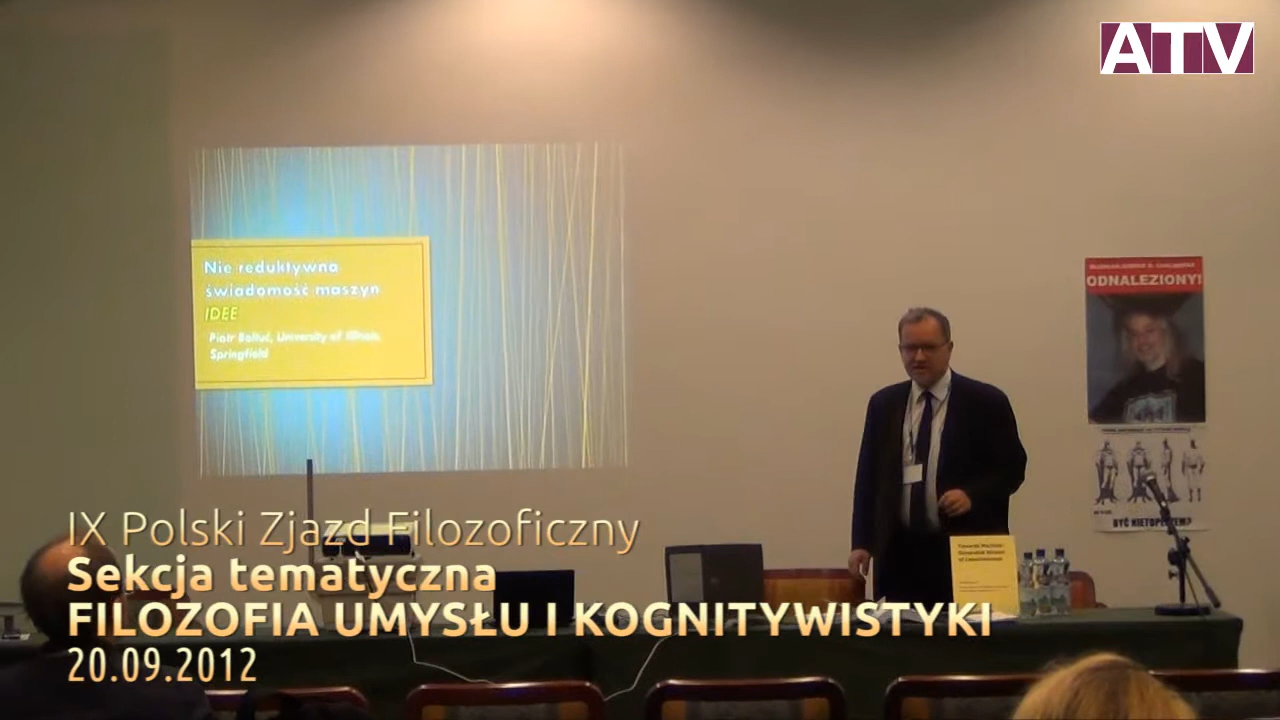 ATV
Nie reduktywna
świadomość maszyn
IDEE
Piotr Bołtuć, University of Illinois,
Springfield
ODNALEZIONY!
BYĆ NIETOPERZEM?
IX Polski Zjazd Filozoficzny
Sekcja tematyczna
FILOZOFIA UMYSŁU I KOGNITYWISTYKI
20.09.2012